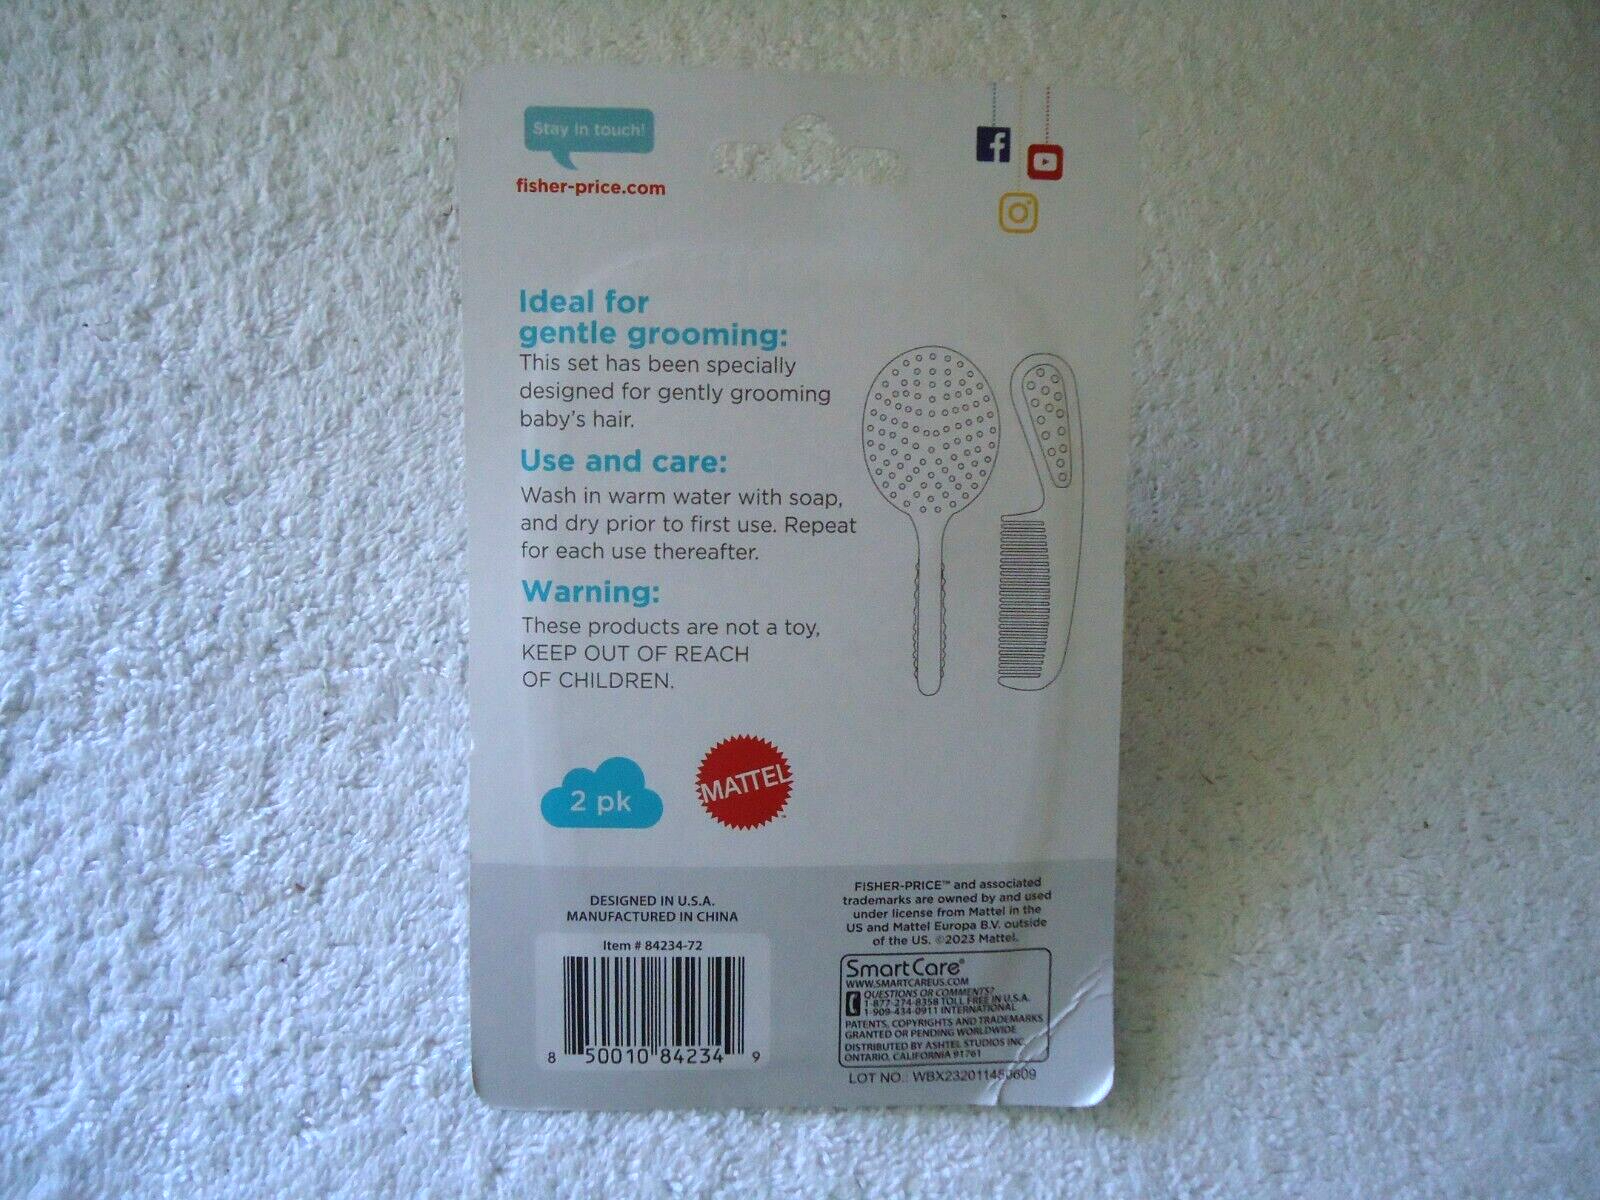 Stay in touch!
fisher-price.com
Ideal for
gentle grooming:
This set has been specially
designed for gently grooming
baby's hair.
Use and care:
Wash in warm water with soap,
and dry prior to first use. Repeat
for each use thereafter.
Warning:
These products are not a toy,
KEEP OUT OF REACH
OF CHILDREN.
2 pk
MATTEL
DESIGNED IN U.S.A.
MANUFACTURED IN CHINA
Item # 84234-72
8 50010 84234 9
FISHER-PRICE™ and associated
trademarks are owned by and used
under license from Mattel in the
US and Mattel Europa B.V. outside
of the US. ©2023 Mattel.
SmartCare®
WWW.SMARTCAREUS.COM
QUESTIONS OR COMMENTS?
1-877-274-8358 TOLL FREE IN U.S.A.
1-909-434-0911 INTERNATIONAL
PATENTS, COPYRIGHTS AND TRADEMARKS
GRANTED OR PENDING WORLDWIDE
DISTRIBUTED BY ASHTEL STUDIOS INC.
ONTARIO, CALIFORNIA 91761
LOT NO.: